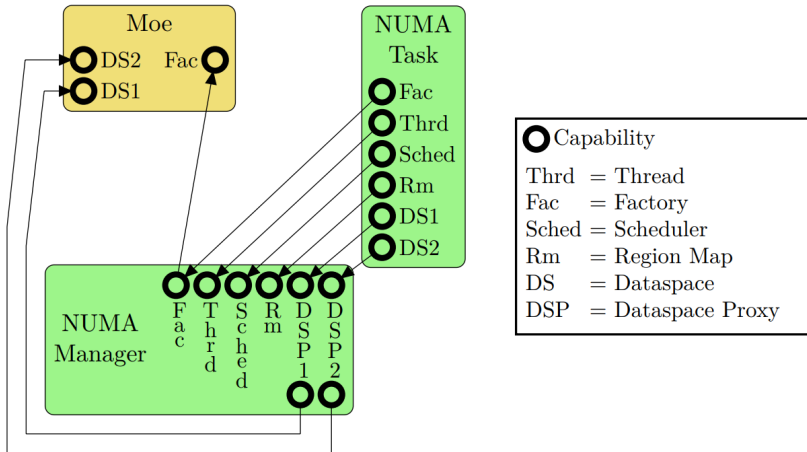 Moe
DS2
Fac
DS1
NUMA
Task
Fac
Thrd
Sched
Rm
DS1
DS2
NUMA
Manager
Fac
Thrd
Sched
Rm
DSP1
DSP2
Capability
Thrd = Thread
Fac = Factory
Sched = Scheduler
Rm = Region Map
DS = Dataspace
DSP = Dataspace Proxy